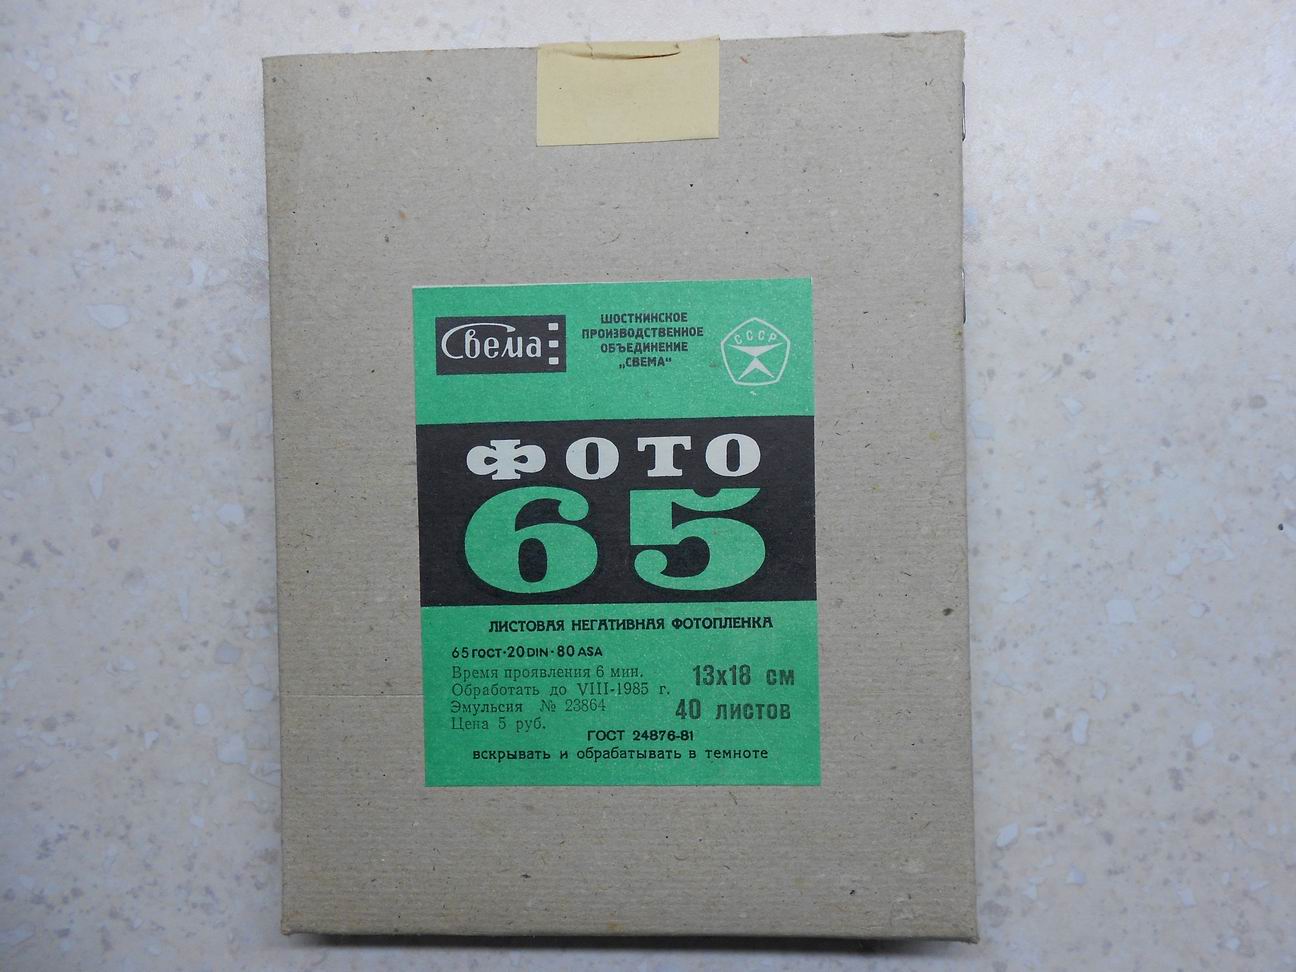 Свема
ШОСТКИНСКОЕ
ПРОИЗВОДСТВЕННОЕ
ОБЪЕДИНЕНИЕ
„СВЕМА“
СССР
ФОТО
65
ЛИСТОВАЯ НЕГАТИВНАЯ ФОТОПЛЕНКА
65 ГОСТ·20 DIN·80 ASA
Время проявления 6 мин.
Обработать до VIII-1985 г.
Эмульсия № 23864
Цена 5 руб.
13х18 см
40 листов
ГОСТ 24876-81
вскрывать и обрабатывать в темноте